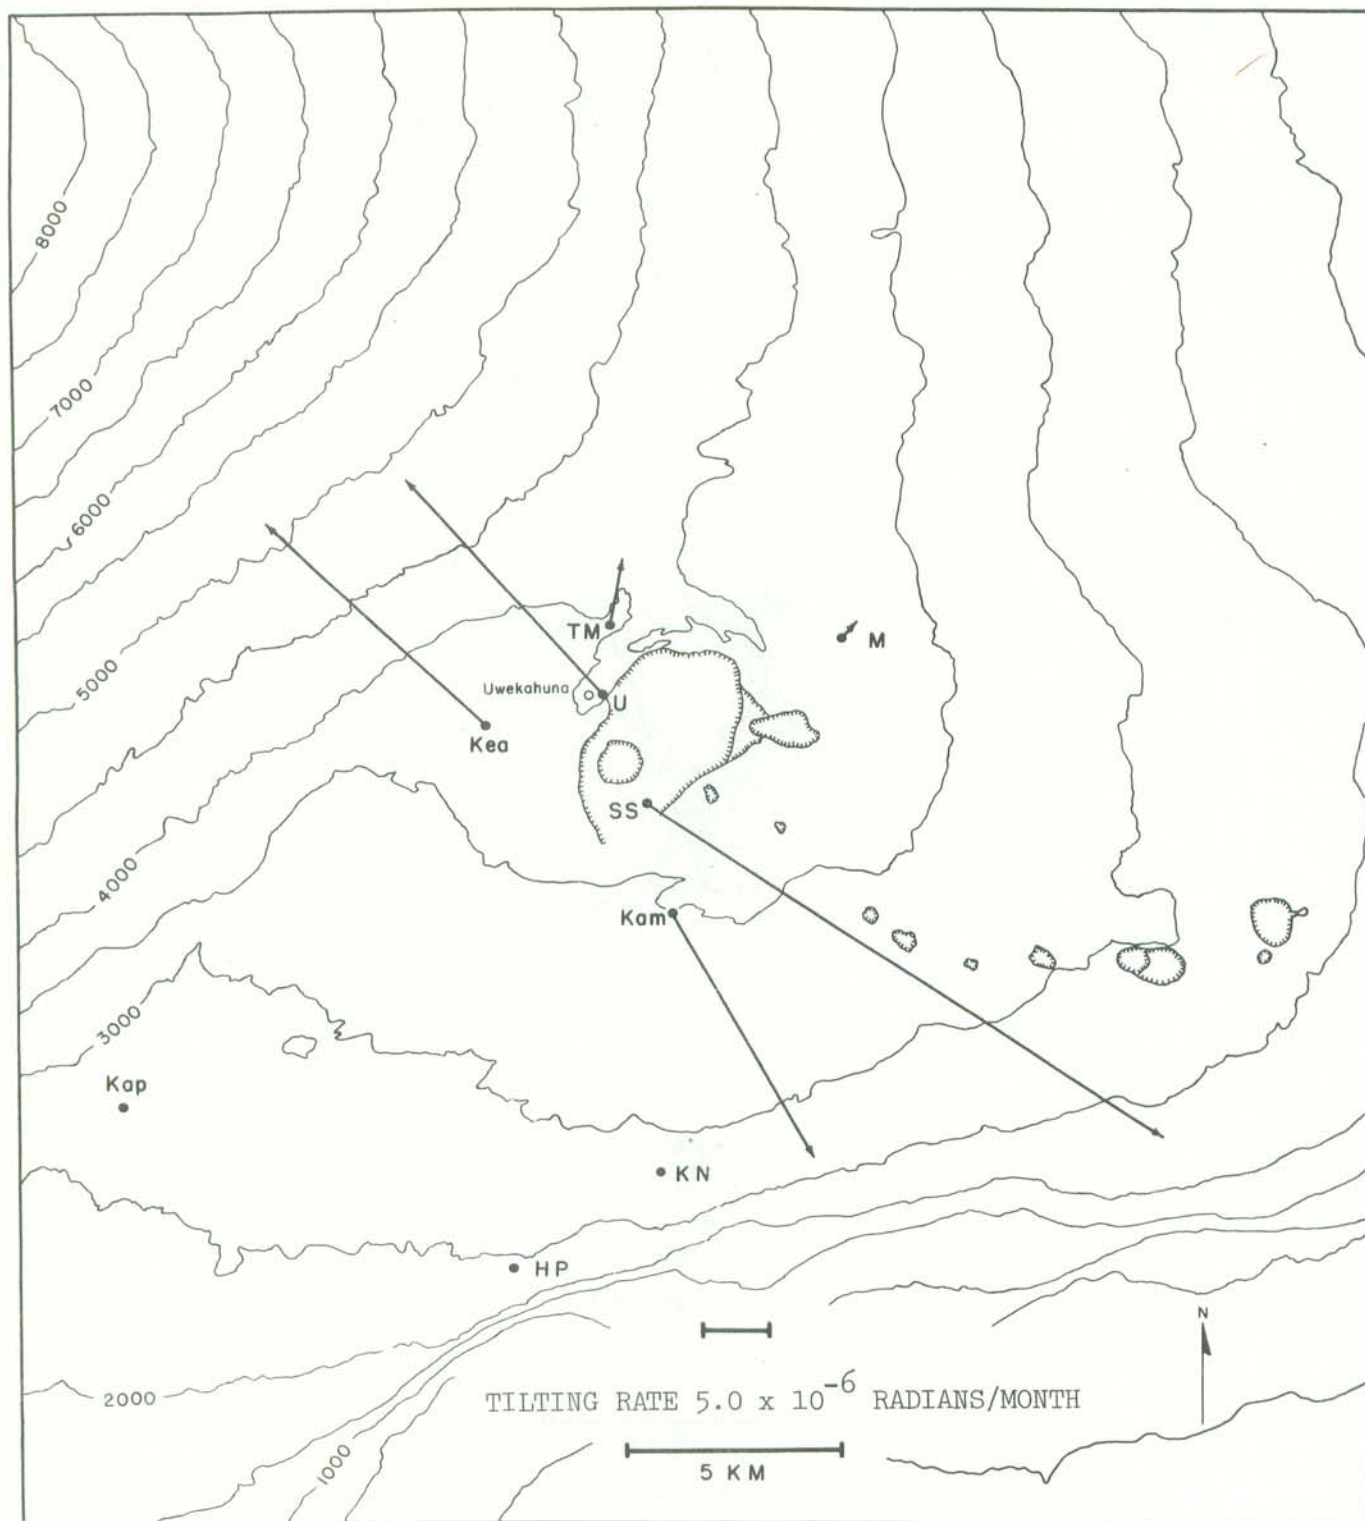 8000
7000
6000
5000
4000
3000
TM
M
Uwekahuna
U
Kea
SS
Kam
Kap
KN
HP
N
2000
1000
TILTING RATE 5.0 x 10⁻⁶ RADIANS/MONTH
5 KM